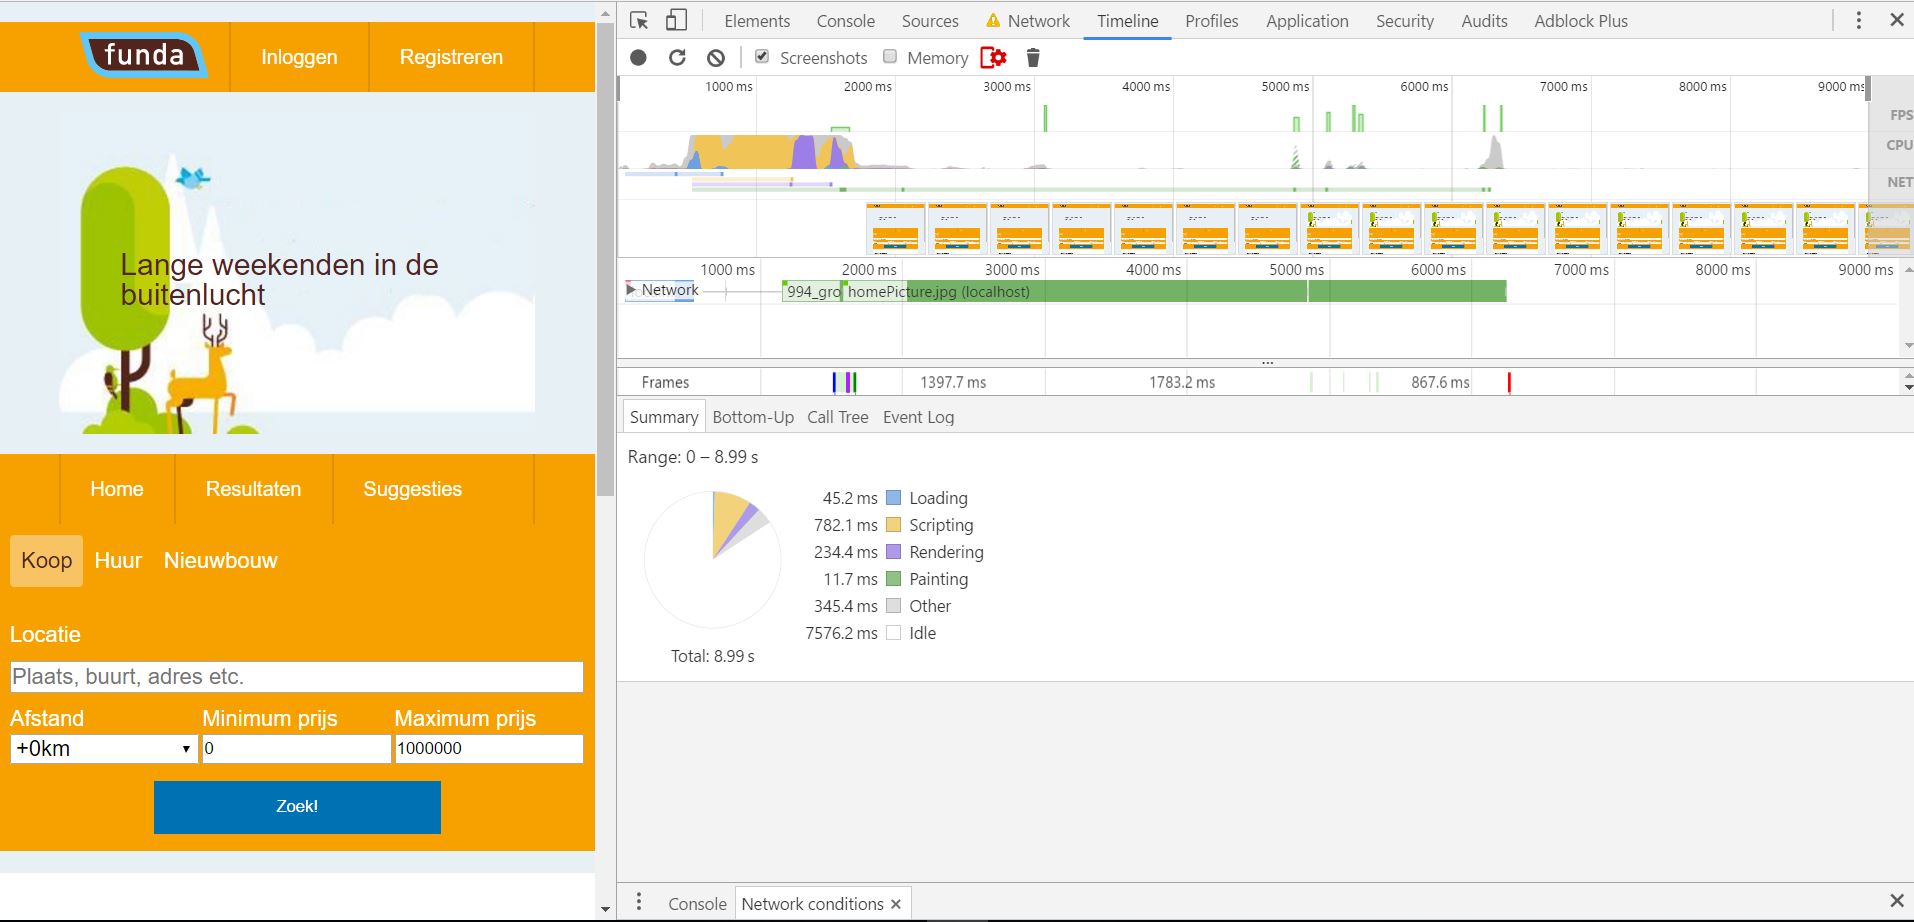 funda
Inloggen
Registreren
Lange weekenden in de
buitenlucht
Home
Resultaten
Suggesties
Koop
Huur
Nieuwbouw
Locatie
Plaats, buurt, adres etc.
Afstand
Minimum prijs
Maximum prijs
+0km
0
1000000
Zoek!
Elements
Console
Sources
Network
Timeline
Profiles
Application
Security
Audits
Adblock Plus
Screenshots
Memory
1000 ms
2000 ms
3000 ms
4000 ms
5000 ms
6000 ms
7000 ms
8000 ms
9000 ms
FPS
CPU
NET
1000 ms
2000 ms
3000 ms
4000 ms
5000 ms
6000 ms
7000 ms
8000 ms
9000 ms
Network
994_gro
homePicture.jpg (localhost)
Frames
1397.7 ms
1783.2 ms
867.6 ms
Summary
Bottom-Up
Call Tree
Event Log
Range: 0 – 8.99 s
45.2 ms Loading
782.1 ms Scripting
234.4 ms Rendering
11.7 ms Painting
345.4 ms Other
7576.2 ms Idle
Total: 8.99 s
Console
Network conditions ×